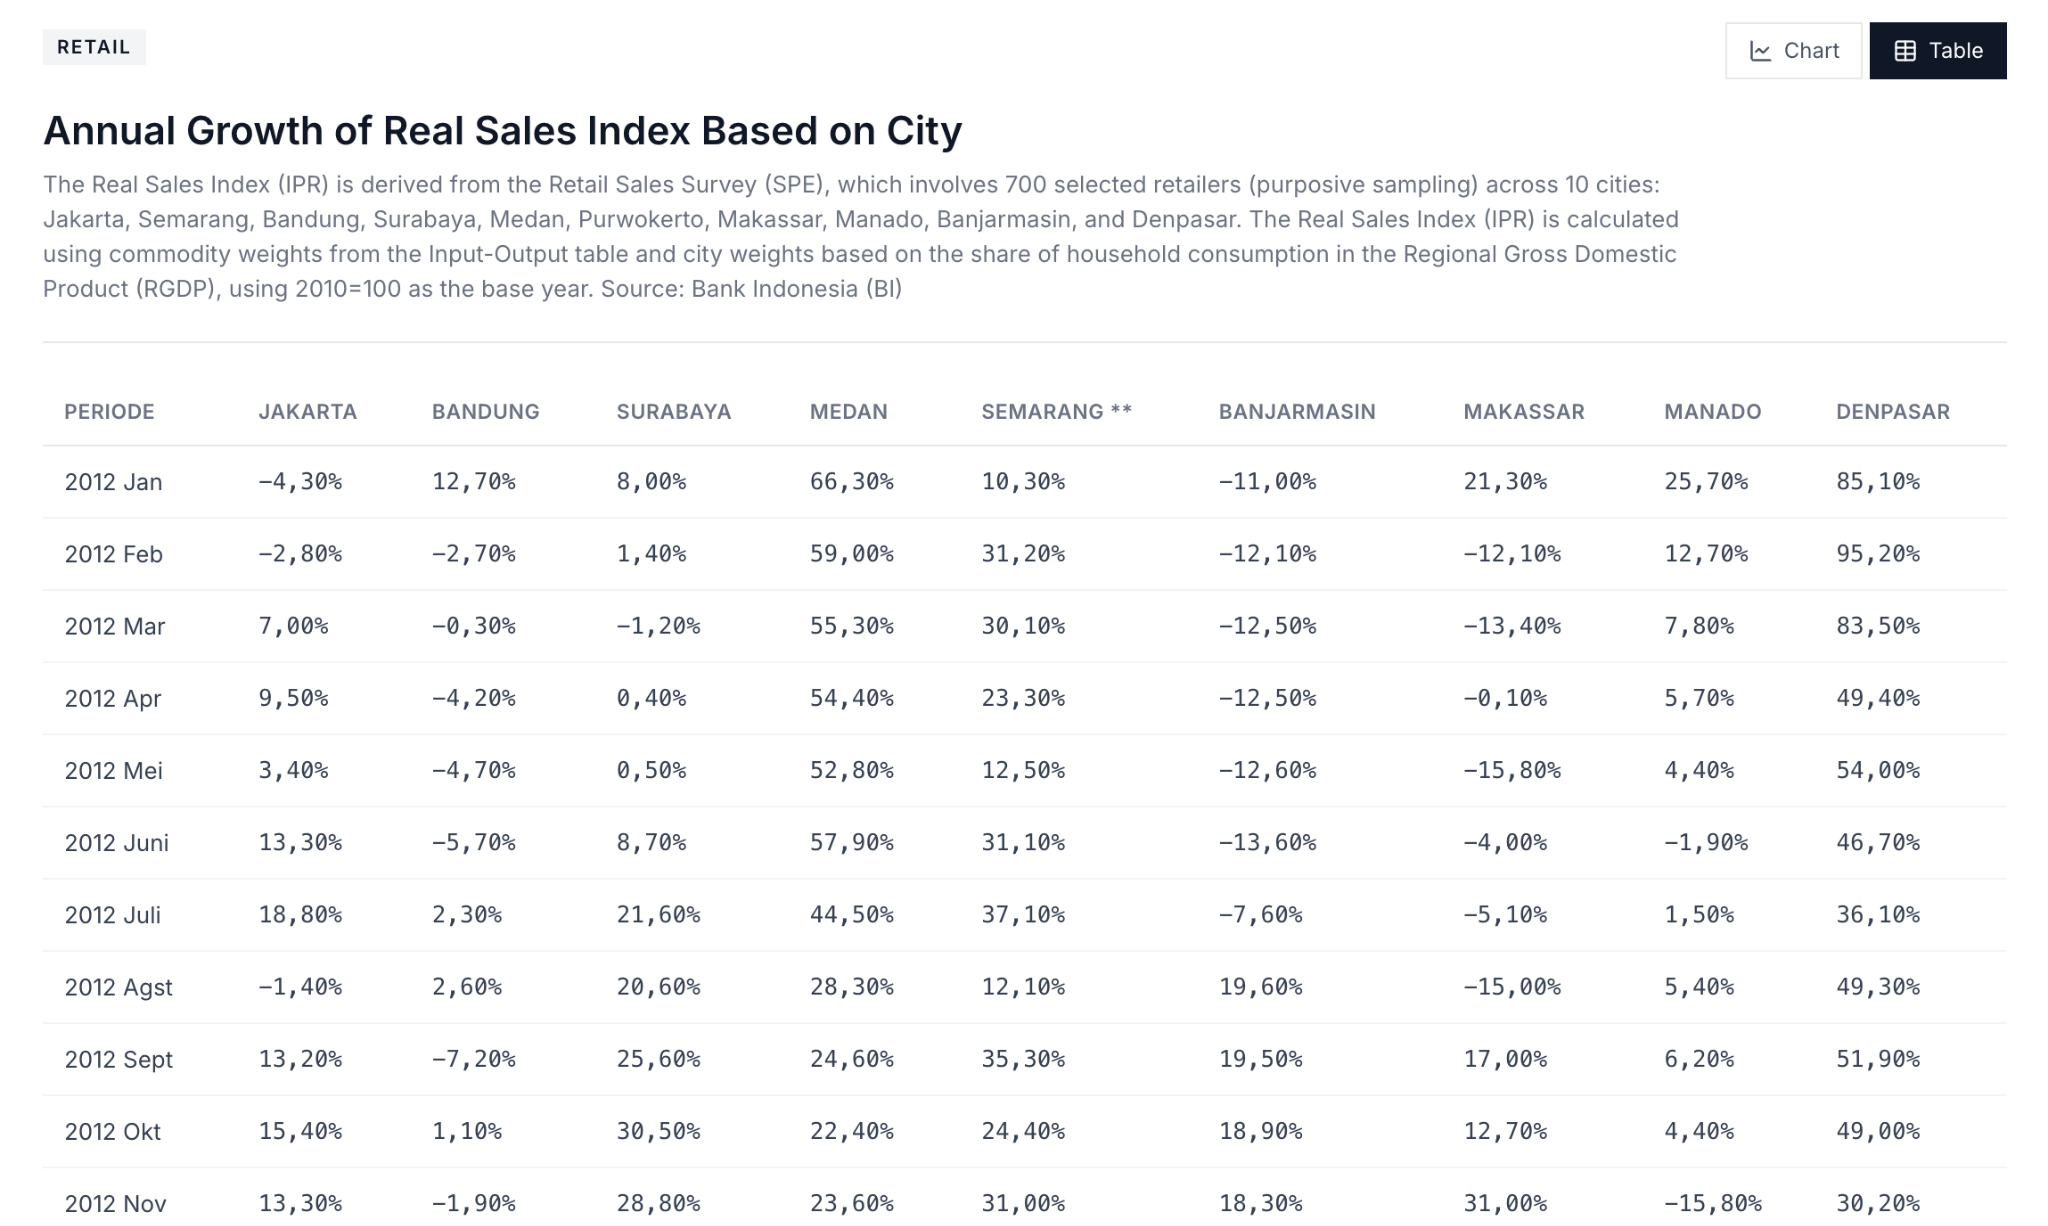 RETAIL
Chart
Table
Annual Growth of Real Sales Index Based on City
The Real Sales Index (IPR) is derived from the Retail Sales Survey (SPE), which involves 700 selected retailers (purposive sampling) across 10 cities:
Jakarta, Semarang, Bandung, Surabaya, Medan, Purwokerto, Makassar, Manado, Banjarmasin, and Denpasar. The Real Sales Index (IPR) is calculated
using commodity weights from the Input-Output table and city weights based on the share of household consumption in the Regional Gross Domestic
Product (RGDP), using 2010=100 as the base year. Source: Bank Indonesia (BI)
PERIODE JAKARTA BANDUNG SURABAYA MEDAN SEMARANG ** BANJARMASIN MAKASSAR MANADO DENPASAR
2012 Jan −4,30% 12,70% 8,00% 66,30% 10,30% −11,00% 21,30% 25,70% 85,10%
2012 Feb −2,80% −2,70% 1,40% 59,00% 31,20% −12,10% −12,10% 12,70% 95,20%
2012 Mar 7,00% −0,30% −1,20% 55,30% 30,10% −12,50% −13,40% 7,80% 83,50%
2012 Apr 9,50% −4,20% 0,40% 54,40% 23,30% −12,50% −0,10% 5,70% 49,40%
2012 Mei 3,40% −4,70% 0,50% 52,80% 12,50% −12,60% −15,80% 4,40% 54,00%
2012 Juni 13,30% −5,70% 8,70% 57,90% 31,10% −13,60% −4,00% −1,90% 46,70%
2012 Juli 18,80% 2,30% 21,60% 44,50% 37,10% −7,60% −5,10% 1,50% 36,10%
2012 Agst −1,40% 2,60% 20,60% 28,30% 12,10% 19,60% −15,00% 5,40% 49,30%
2012 Sept 13,20% −7,20% 25,60% 24,60% 35,30% 19,50% 17,00% 6,20% 51,90%
2012 Okt 15,40% 1,10% 30,50% 22,40% 24,40% 18,90% 12,70% 4,40% 49,00%
2012 Nov 13,30% −1,90% 28,80% 23,60% 31,00% 18,30% 31,00% −15,80% 30,20%